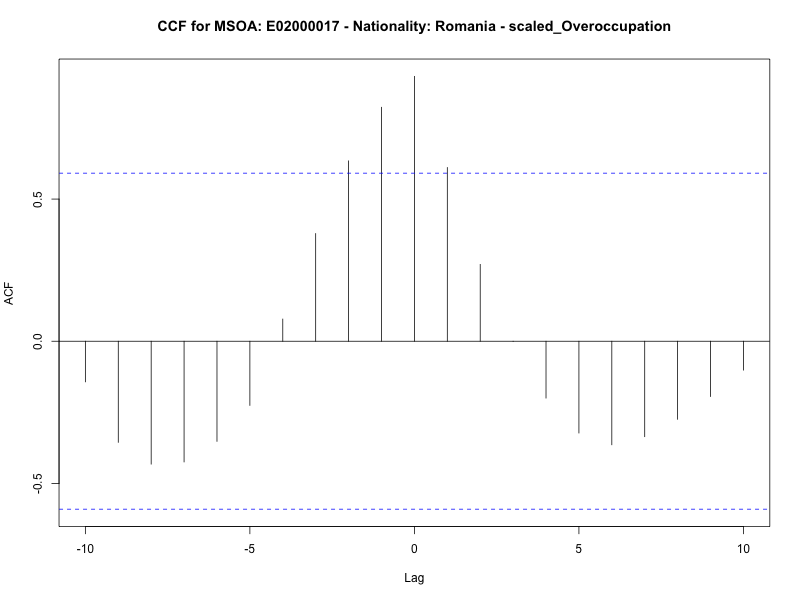 CCF for MSOA: E02000017 - Nationality: Romania - scaled_Overoccupation
ACF
0.5
0.0
-0.5
-10 -5 0 5 10
Lag